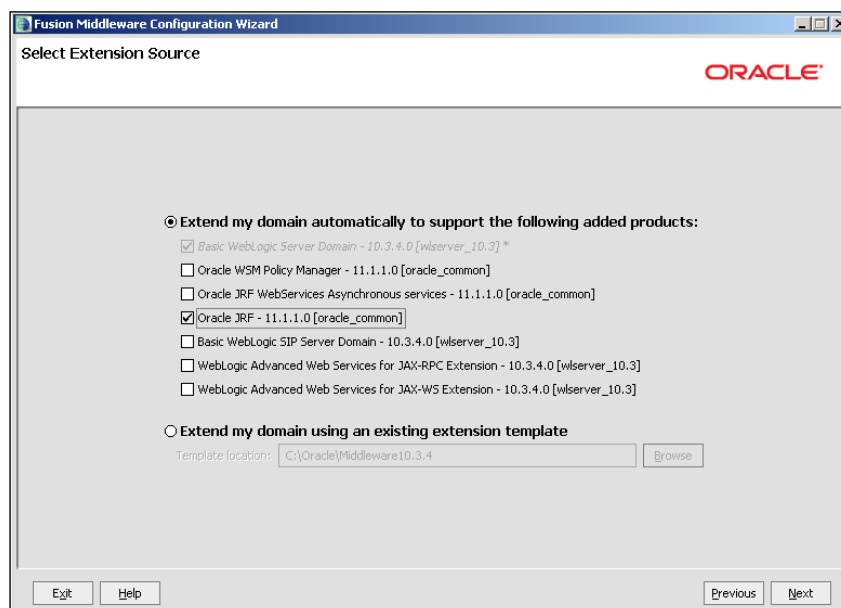 Fusion Middleware Configuration Wizard
Select Extension Source
ORACLE
Extend my domain automatically to support the following added products:
Basic WebLogic Server Domain - 10.3.4.0 [wlserver_10.3] *
Oracle WSM Policy Manager - 11.1.1.0 [oracle_common]
Oracle JRF WebServices Asynchronous services - 11.1.1.0 [oracle_common]
Oracle JRF - 11.1.1.0 [oracle_common]
Basic WebLogic SIP Server Domain - 10.3.4.0 [wlserver_10.3]
WebLogic Advanced Web Services for JAX-RPC Extension - 10.3.4.0 [wlserver_10.3]
WebLogic Advanced Web Services for JAX-WS Extension - 10.3.4.0 [wlserver_10.3]
Extend my domain using an existing extension template
Template location: C:\Oracle\Middleware10.3.4 Browse
Exit Help Previous Next